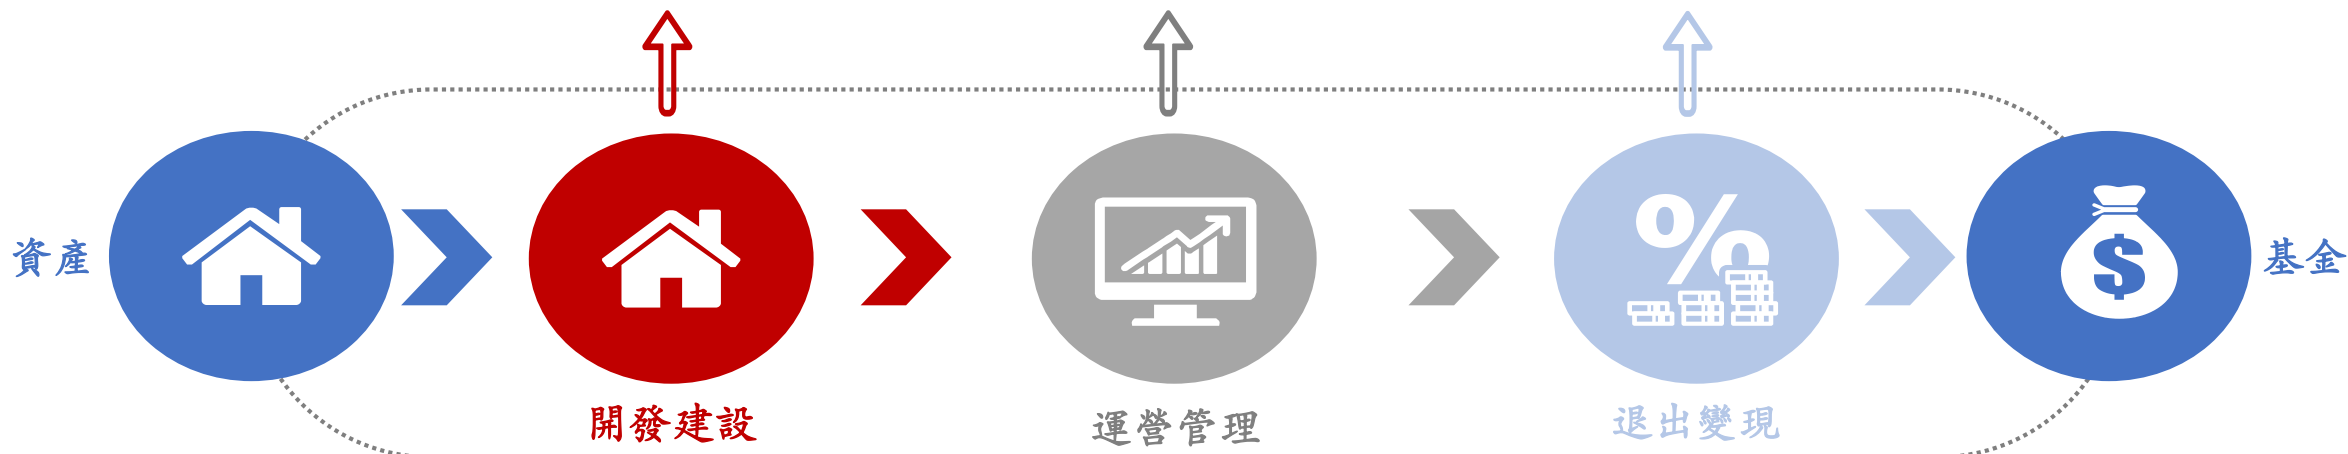 資產
開發建設
運營管理
退出變現
基金